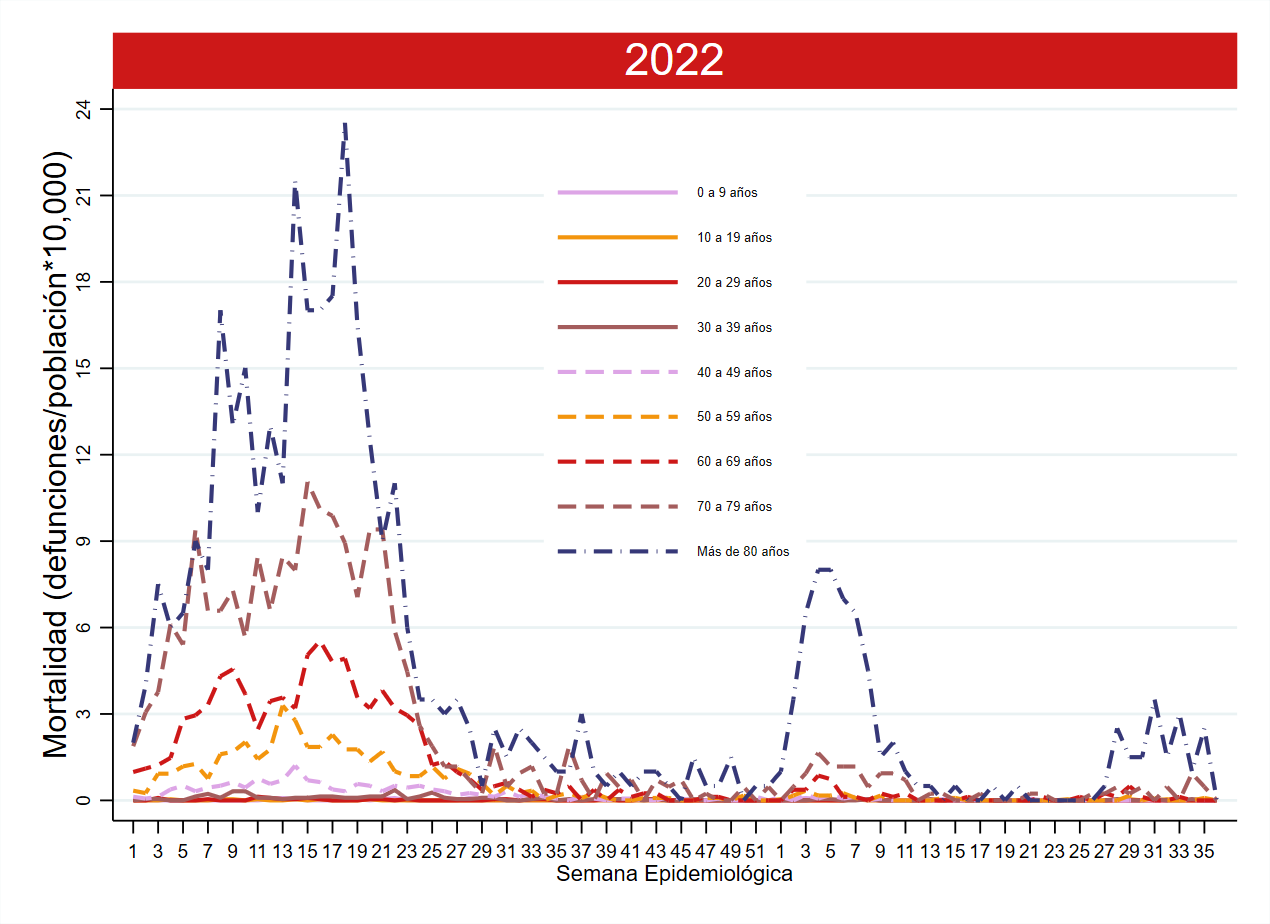 2022
Mortalidad (defunciones/población*10,000)
24
21
18
15
12
9
6
3
0
0 a 9 años
10 a 19 años
20 a 29 años
30 a 39 años
40 a 49 años
50 a 59 años
60 a 69 años
70 a 79 años
Más de 80 años
1 3 5 7 9 11 13 15 17 19 21 23 25 27 29 31 33 35 37 39 41 43 45 47 49 51 1 3 5 7 9 11 13 15 17 19 21 23 25 27 29 31 33 35
Semana Epidemiológica